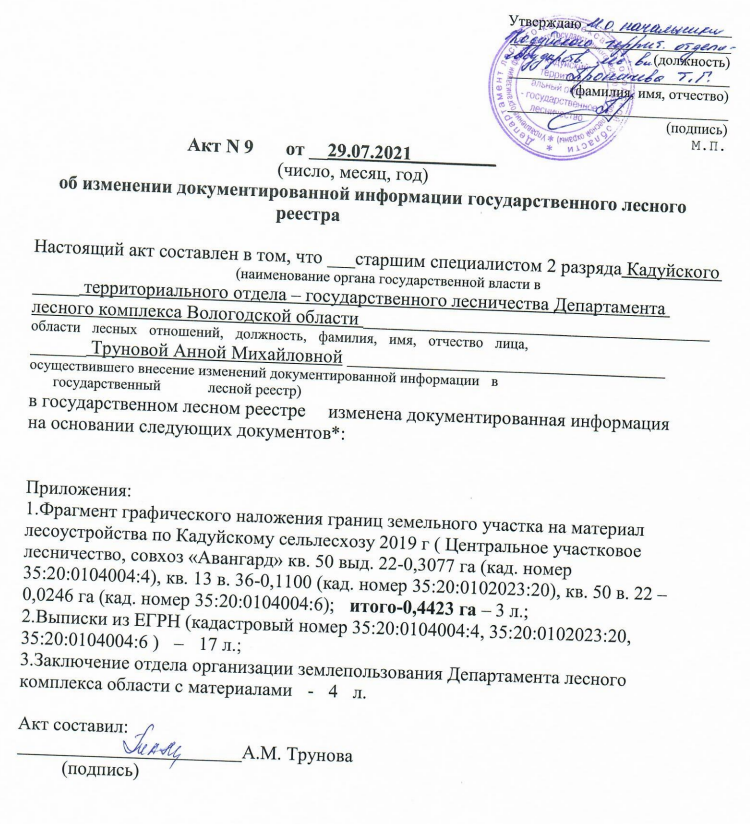 Утверждаю И.О. начальника
Кадуйского террит. отдела-
государств. лес-ва (должность)
Т.Г.
(фамилия, имя, отчество)
(подпись)
М.П.
Акт N 9 от 29.07.2021
(число, месяц, год)
об изменении документированной информации государственного лесного
реестра
Настоящий акт составлен в том, что ___старшим специалистом 2 разряда Кадуйского
(наименование органа государственной власти в
территориального отдела – государственного лесничества Департамента
лесного комплекса Вологодской области
области лесных отношений, должность, фамилия, имя, отчество лица,
Труновой Анной Михайловной
осуществившего внесение изменений документированной информации в
государственный лесной реестр)
в государственном лесном реестре изменена документированная информация
на основании следующих документов*:
Приложения:
1.Фрагмент графического наложения границ земельного участка на материал
лесоустройства по Кадуйскому сельлесхозу 2019 г ( Центральное участковое
лесничество, совхоз «Авангард» кв. 50 выд. 22-0,3077 га (кад. номер
35:20:0104004:4), кв. 13 в. 36-0,1100 (кад. номер 35:20:0102023:20), кв. 50 в. 22 –
0,0246 га (кад. номер 35:20:0104004:6); итого-0,4423 га – 3 л.;
2.Выписки из ЕГРН (кадастровый номер 35:20:0104004:4, 35:20:0102023:20,
35:20:0104004:6 ) – 17 л.;
3.Заключение отдела организации землепользования Департамента лесного
комплекса области с материалами - 4 л.
Акт составил:
А.М. Трунова
(подпись)